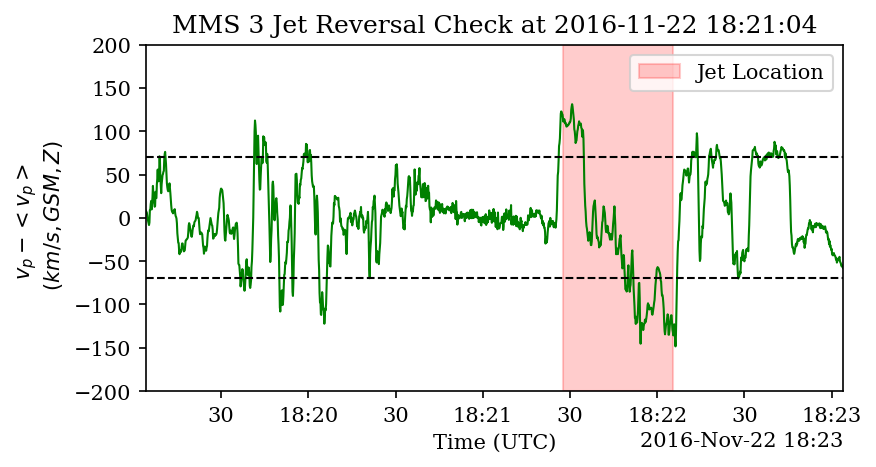 MMS 3 Jet Reversal Check at 2016-11-22 18:21:04
200
150
100
50
0
−50
−100
−150
−200
v_p − < v_p >
(km/s, GSM, Z)
Jet Location
30 18:20 30 18:21 30 18:22 30 18:23
Time (UTC)
2016-Nov-22 18:23